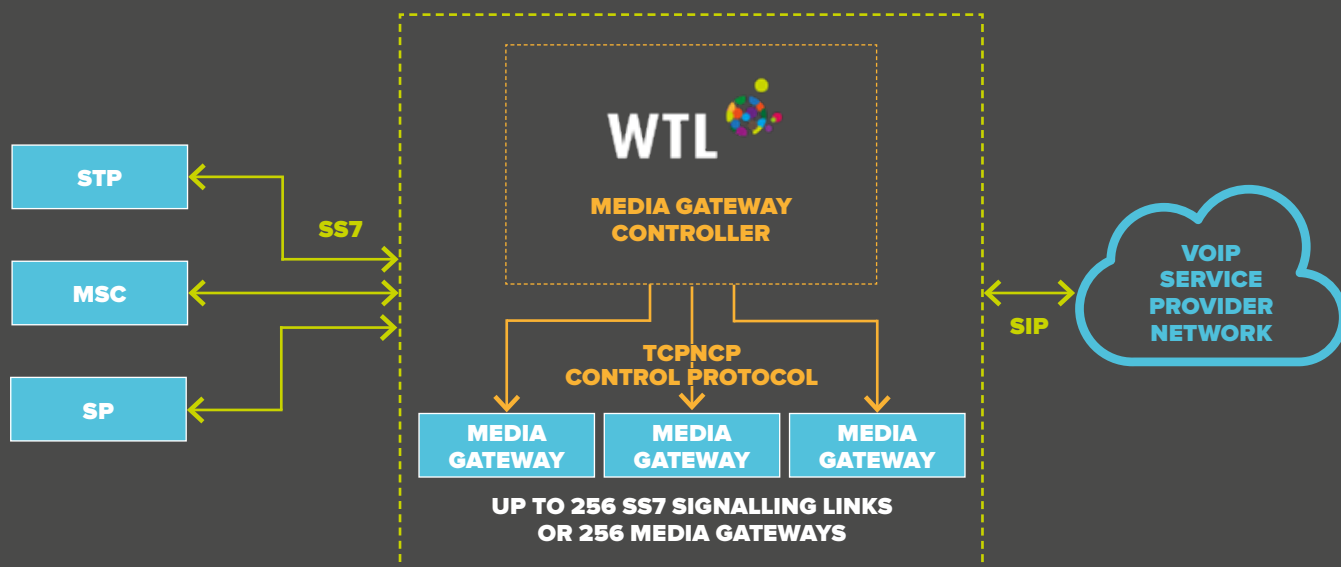 STP
MSC
SP
SS7
WTL
MEDIA GATEWAY
CONTROLLER
TCPNCP
CONTROL PROTOCOL
MEDIA
GATEWAY
MEDIA
GATEWAY
MEDIA
GATEWAY
UP TO 256 SS7 SIGNALLING LINKS
OR 256 MEDIA GATEWAYS
SIP
VOIP
SERVICE
PROVIDER
NETWORK